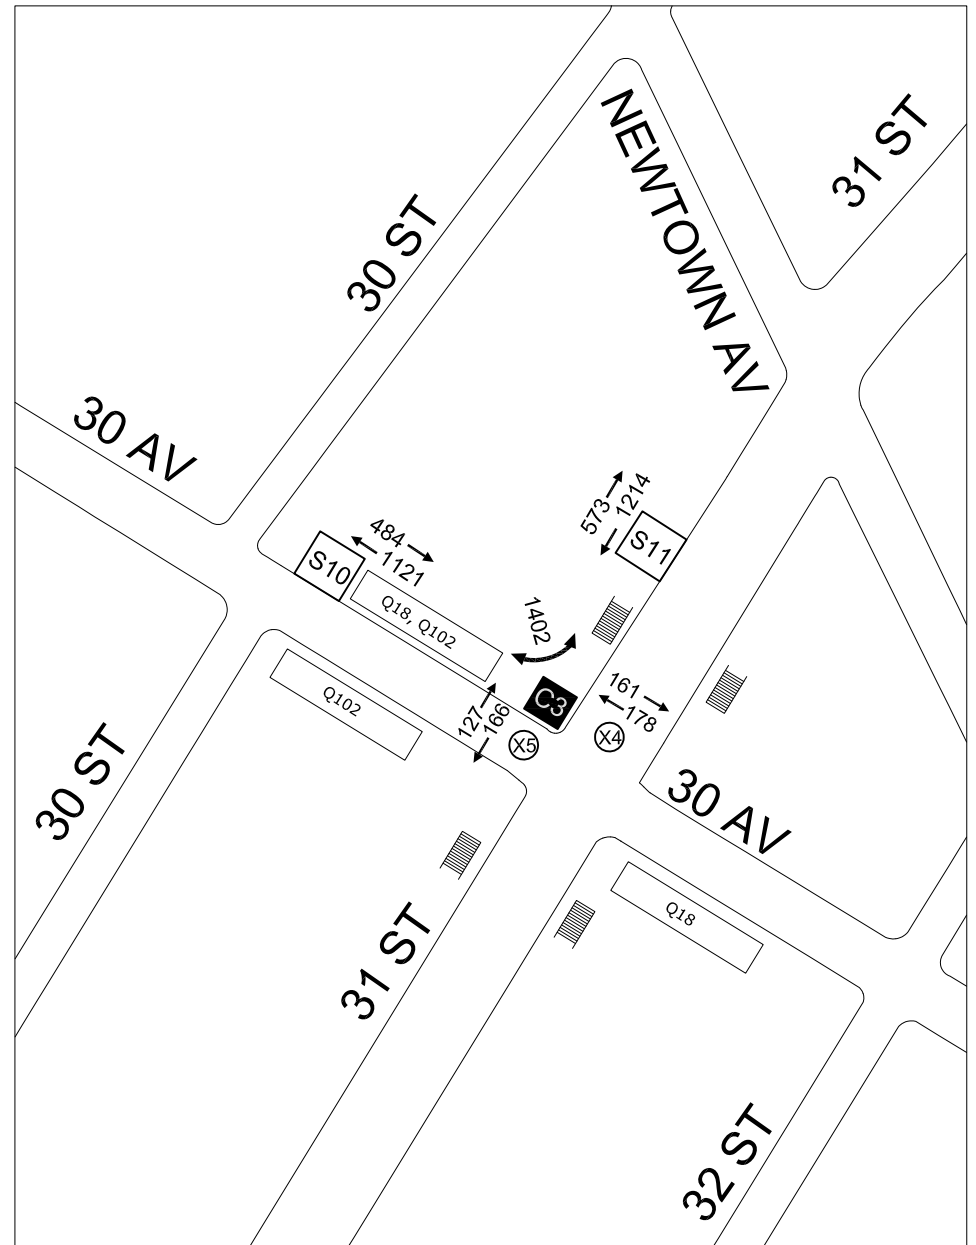 31 ST
NEWTOWN AV
30 ST
30 AV
573
1214
S11
484
1121
S10
Q18, Q102
1402
161
178
C3
127
166
X5
X4
Q102
30 ST
30 AV
Q18
31 ST
32 ST